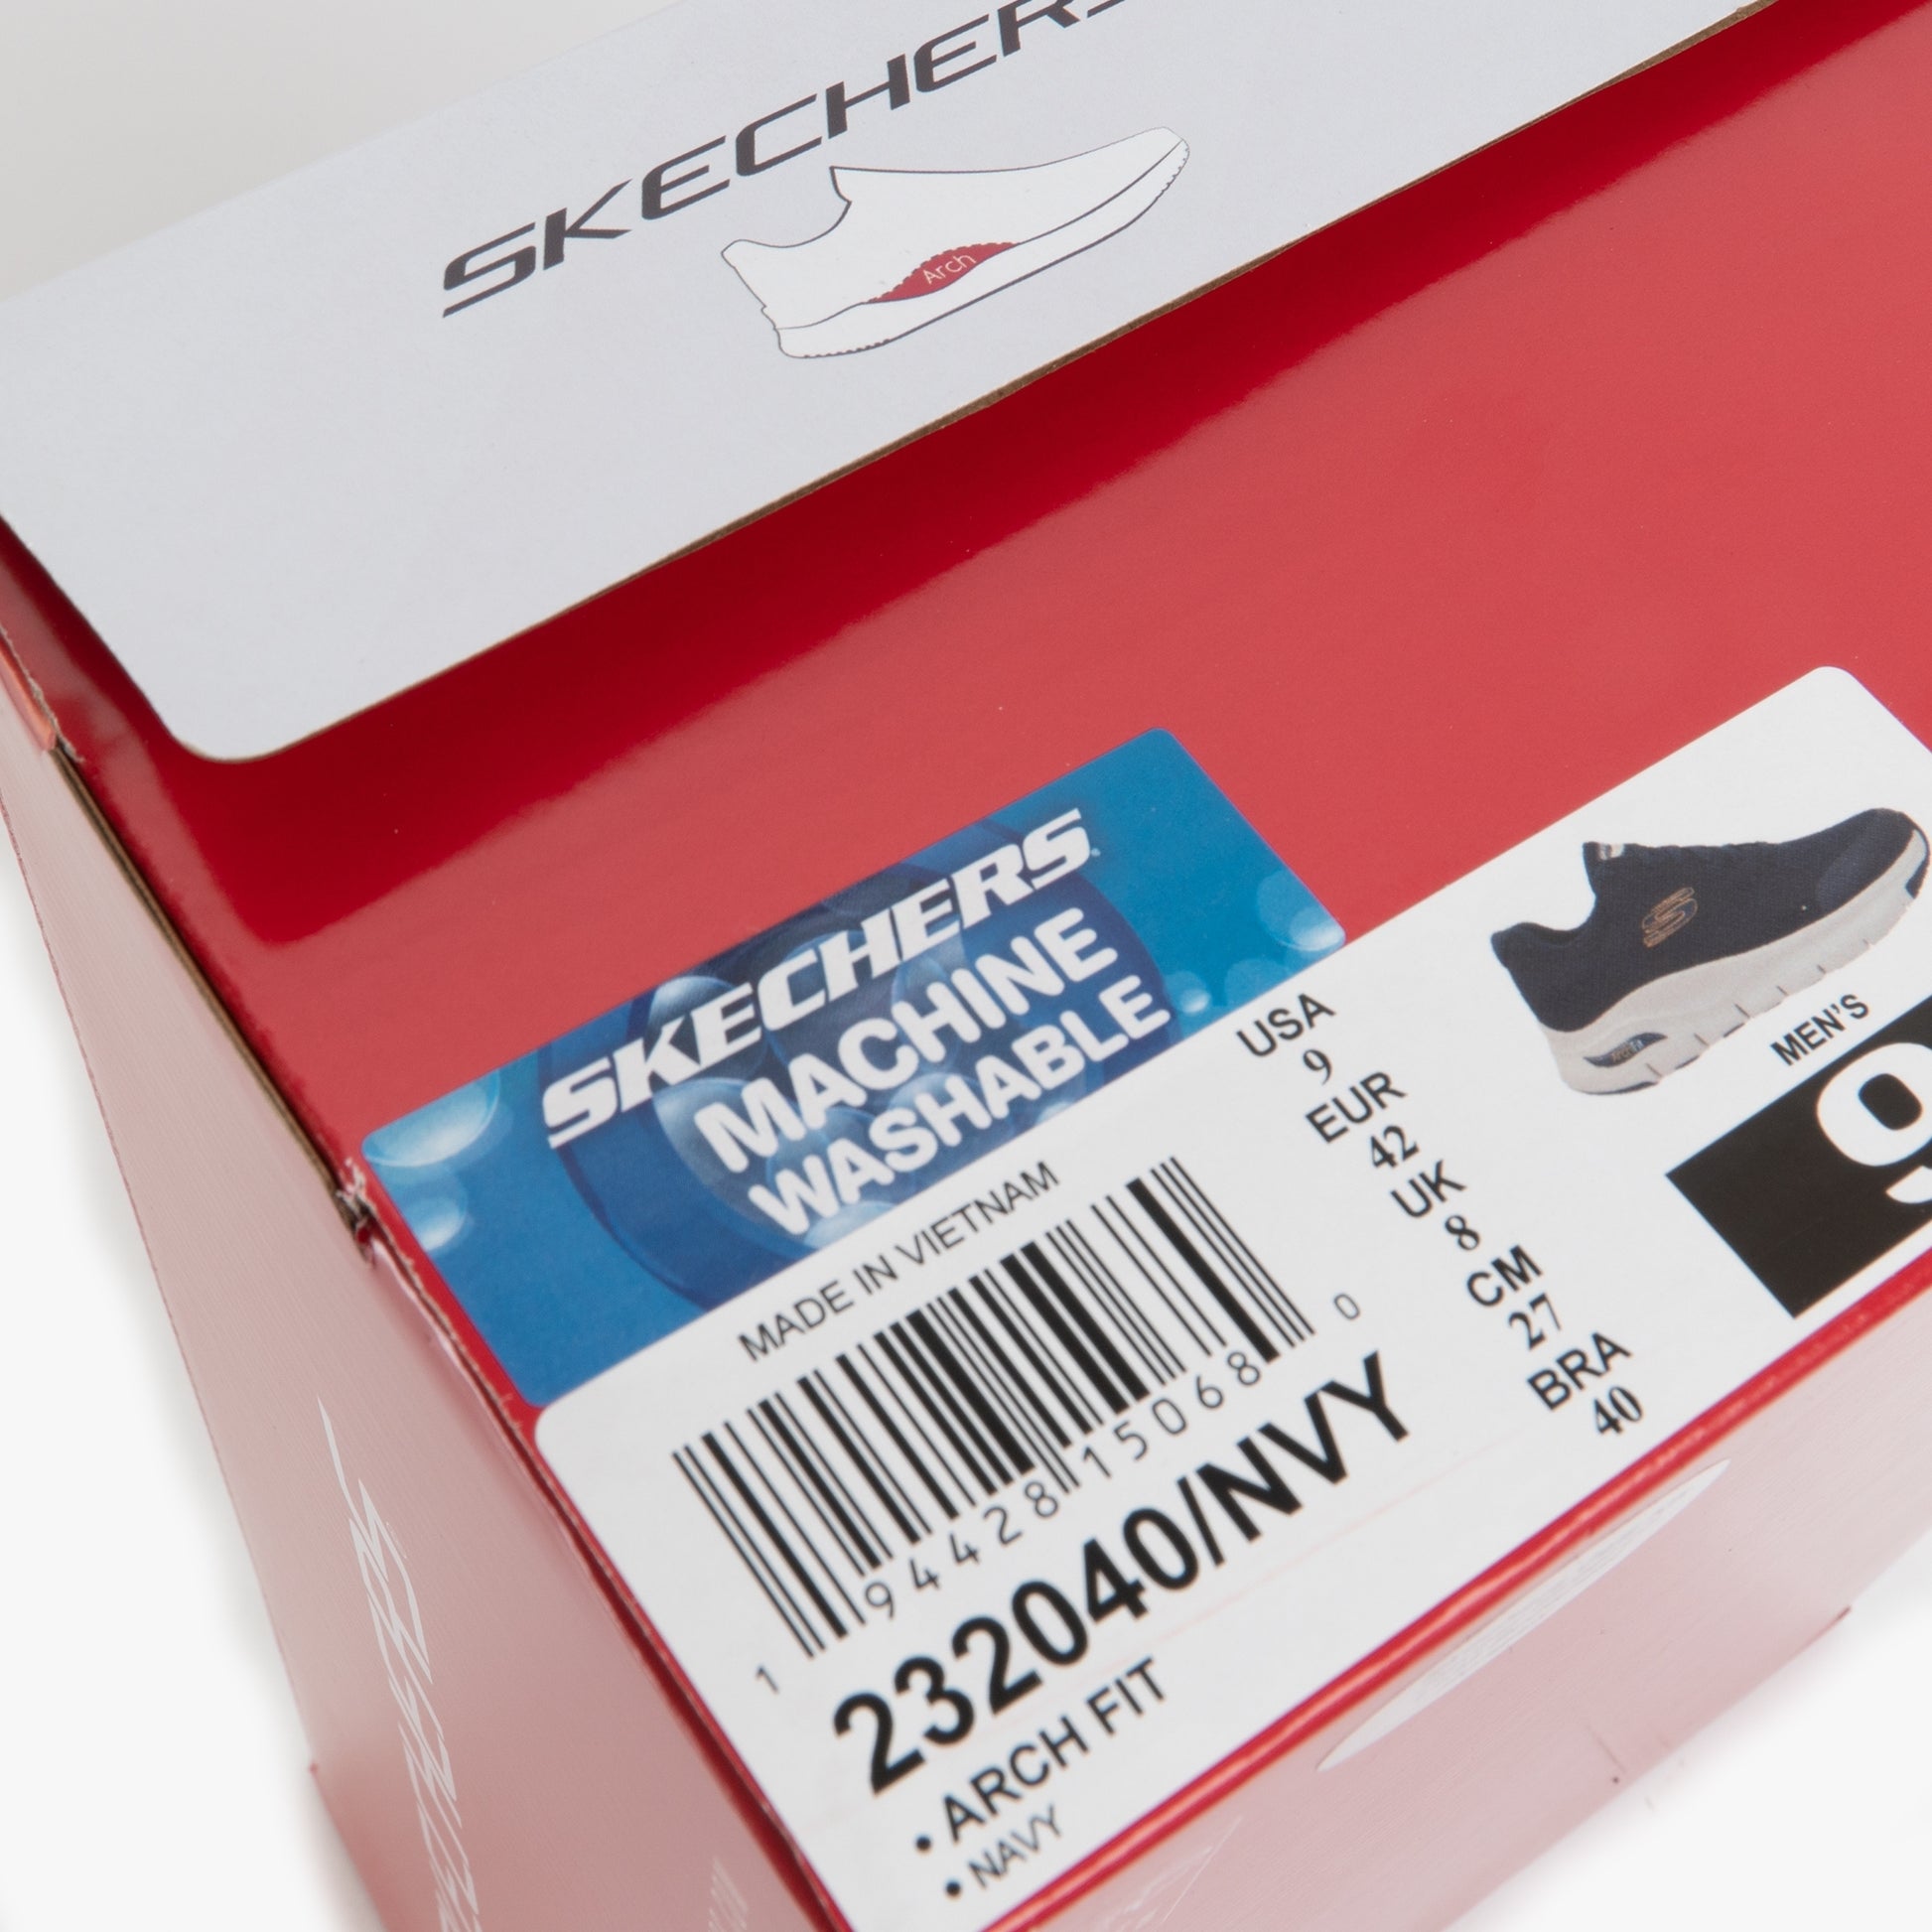 SKECHERS
Arch
SKECHERS
MACHINE
WASHABLE
MADE IN VIETNAM
1 94428 15068 0
232040/NVY
• ARCH FIT
• NAVY
USA
9
EUR
42
UK
8
CM
27
BRA
40
MEN'S
9